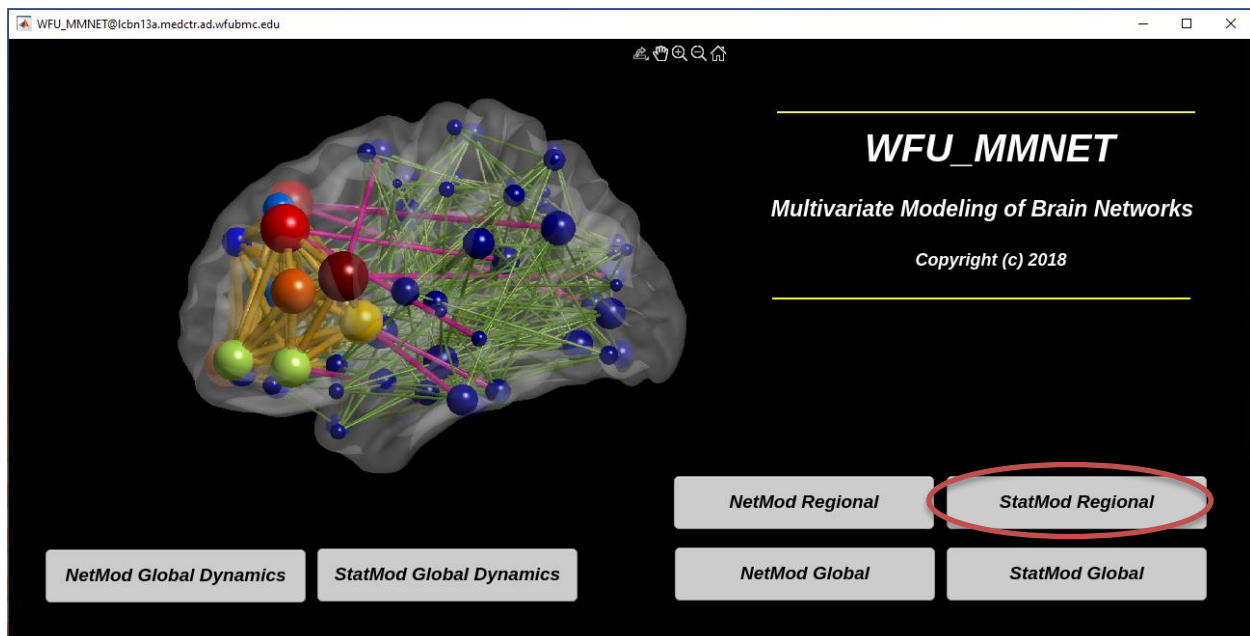 WFU_MMNET@lcbn13a.medctr.ad.wfubmc.edu
WFU_MMNET
Multivariate Modeling of Brain Networks
Copyright (c) 2018
NetMod Regional
StatMod Regional
NetMod Global Dynamics
StatMod Global Dynamics
NetMod Global
StatMod Global